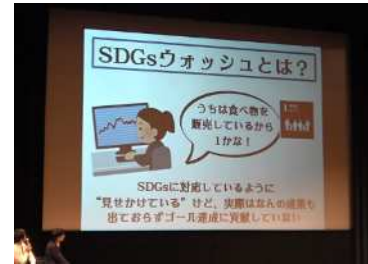 SDGsウォッシュとは？
うちは食べ物を
販売しているから
1かな！
1
SDGsに対応しているように
“見せかけている”けど、実際はなんの成果も
出ておらずゴール達成に貢献していない